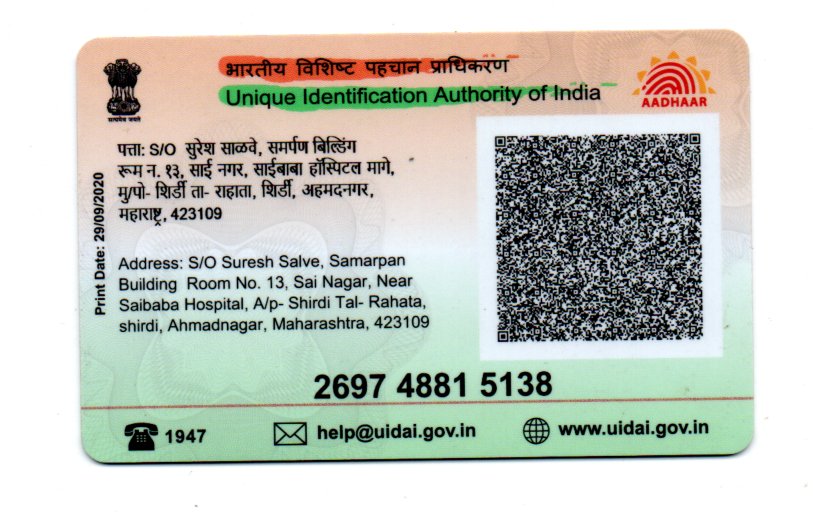 भारतीय विशिष्ट पहचान प्राधिकरण
Unique Identification Authority of India
सत्यमेव जयते
AADHAAR
पत्ता: S/O सुरेश साळवे, समर्पण बिल्डिंग
रूम न. १३, साई नगर, साईबाबा हॉस्पिटल मागे,
मु/पो- शिर्डी ता- राहाता, शिर्डी, अहमदनगर,
महाराष्ट्र, 423109
Print Date: 29/09/2020
Address: S/O Suresh Salve, Samarpan
Building Room No. 13, Sai Nagar, Near
Saibaba Hospital, A/p- Shirdi Tal- Rahata,
shirdi, Ahmadnagar, Maharashtra, 423109
2697 4881 5138
1947
help@uidai.gov.in
www.uidai.gov.in